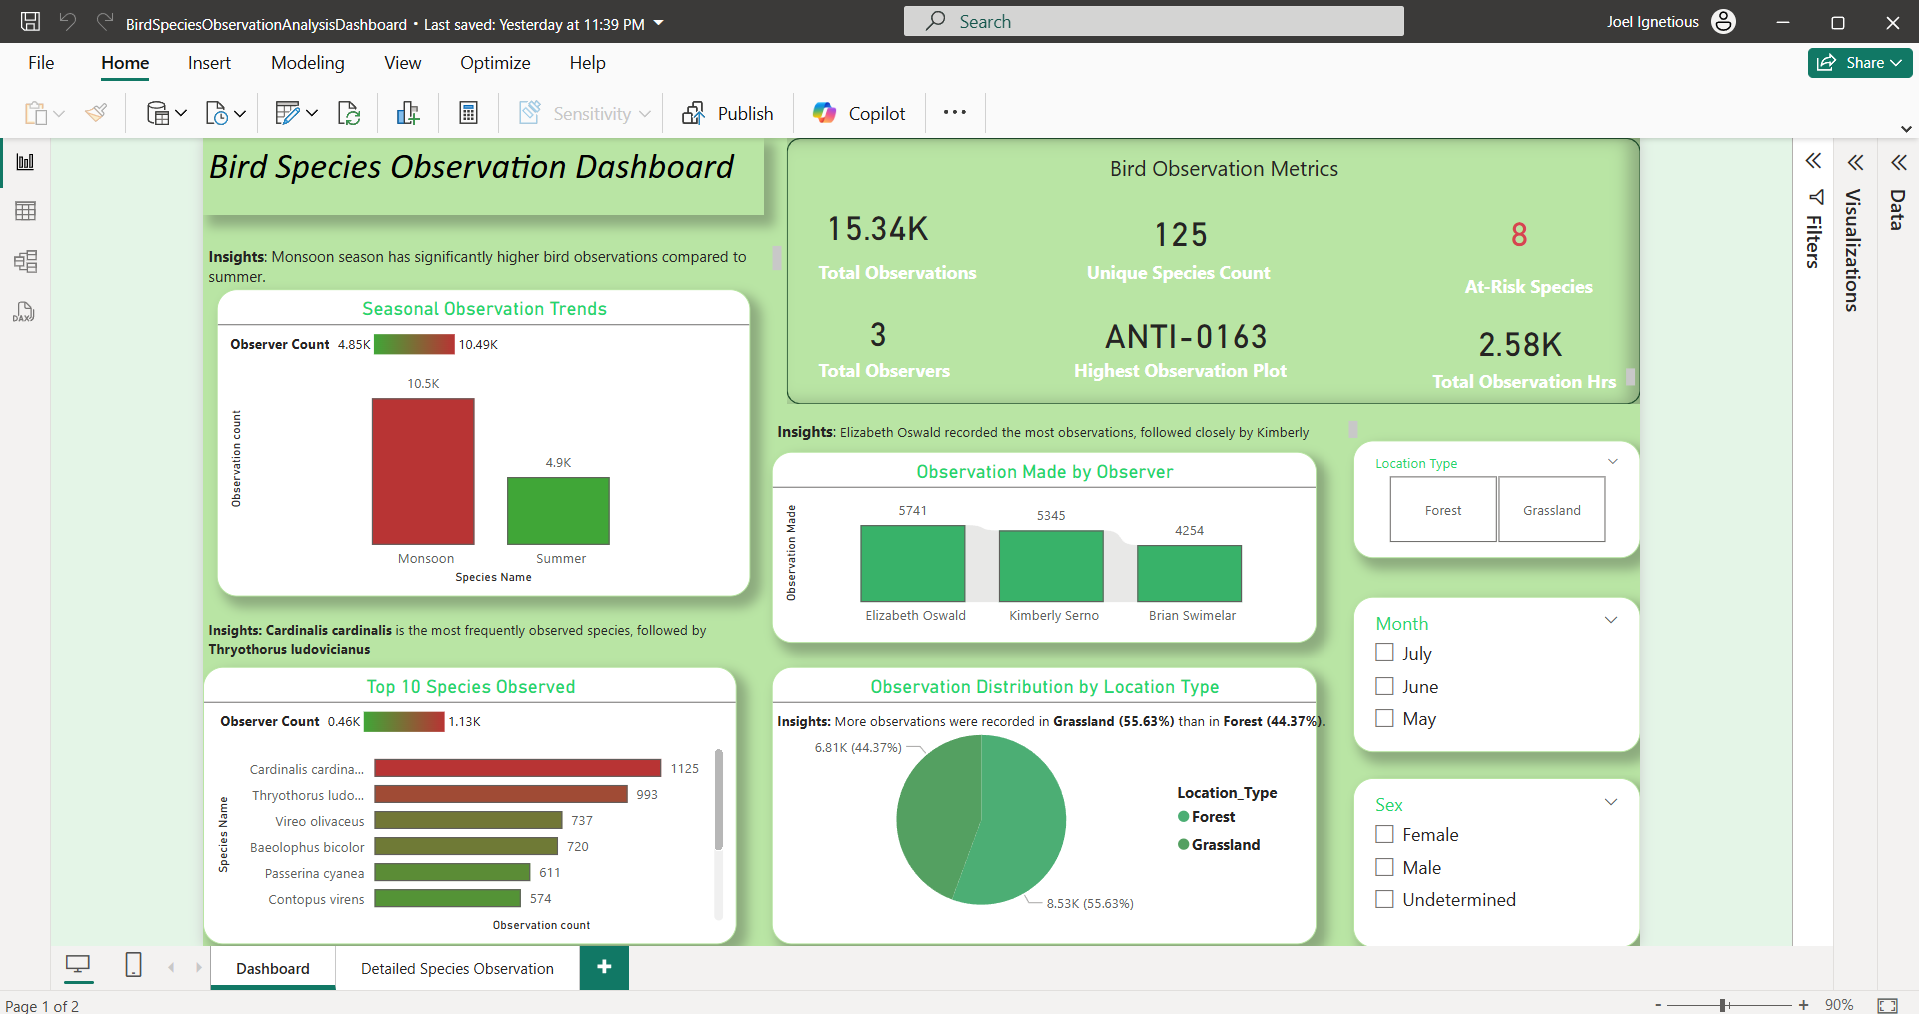 BirdSpeciesObservationAnalysisDashboard • Last saved: Yesterday at 11:39 PM
Search
Joel Ignetious
File Home Insert Modeling View Optimize Help
Share
Sensitivity
Publish
Copilot
DAX
Bird Species Observation Dashboard
Insights: Monsoon season has significantly higher bird observations compared to
summer.
Seasonal Observation Trends
Observer Count 4.85K 10.49K
10.5K
4.9K
Observation count
Monsoon Summer
Species Name
Bird Observation Metrics
15.34K
Total Observations
125
Unique Species Count
8
At-Risk Species
3
Total Observers
ANTI-0163
Highest Observation Plot
2.58K
Total Observation Hrs
Insights: Elizabeth Oswald recorded the most observations, followed closely by Kimberly
Observation Made by Observer
Observation Made
5741
5345
4254
Elizabeth Oswald Kimberly Serno Brian Swimelar
Location Type
Forest Grassland
Month
July
June
May
Sex
Female
Male
Undetermined
Insights: Cardinalis cardinalis is the most frequently observed species, followed by
Thryothorus ludovicianus
Top 10 Species Observed
Observer Count 0.46K 1.13K
Species Name
Cardinalis cardina... 1125
Thryothorus ludo... 993
Vireo olivaceus 737
Baeolophus bicolor 720
Passerina cyanea 611
Contopus virens 574
Observation count
Observation Distribution by Location Type
Insights: More observations were recorded in Grassland (55.63%) than in Forest (44.37%).
6.81K (44.37%)
8.53K (55.63%)
Location_Type
Forest
Grassland
Filters
Visualizations
Data
Dashboard Detailed Species Observation
Page 1 of 2
- + 90%